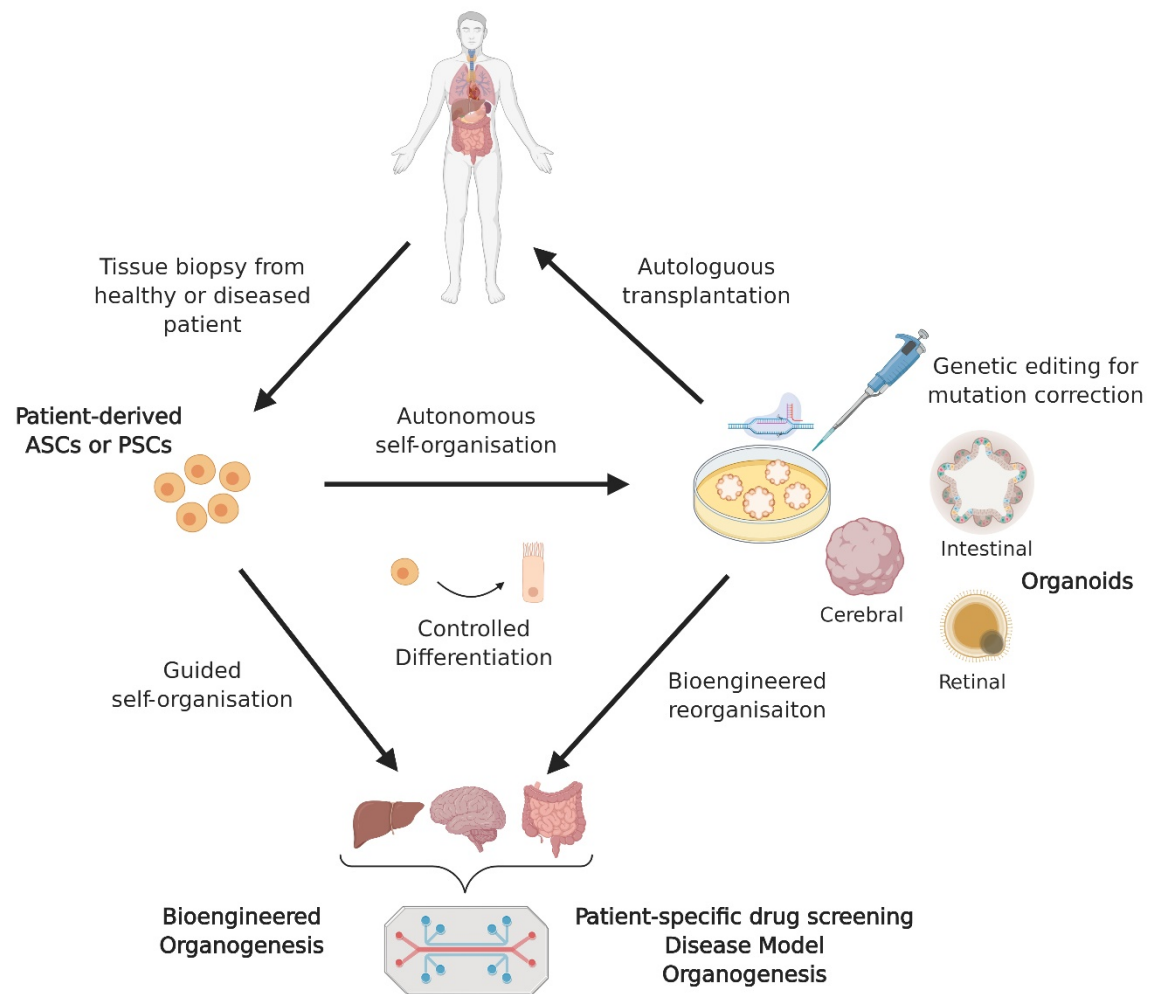 Tissue biopsy from
healthy or diseased
patient
Autologuous
transplantation
Genetic editing for
mutation correction
Patient-derived
ASCs or PSCs
Autonomous
self-organisation
Intestinal
Organoids
Cerebral
Retinal
Controlled
Differentiation
Guided
self-organisation
Bioengineered
reorganisaiton
Bioengineered
Organogenesis
Patient-specific drug screening
Disease Model
Organogenesis